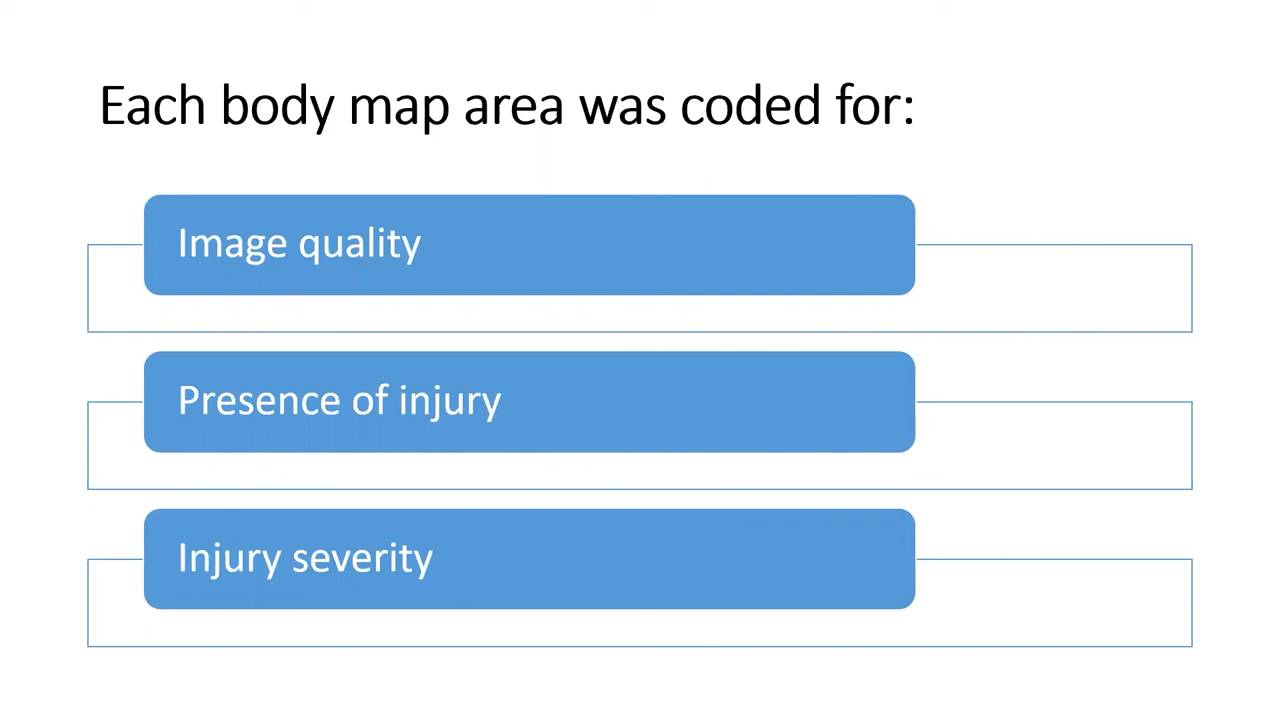 Each body map area was coded for:
Image quality
Presence of injury
Injury severity